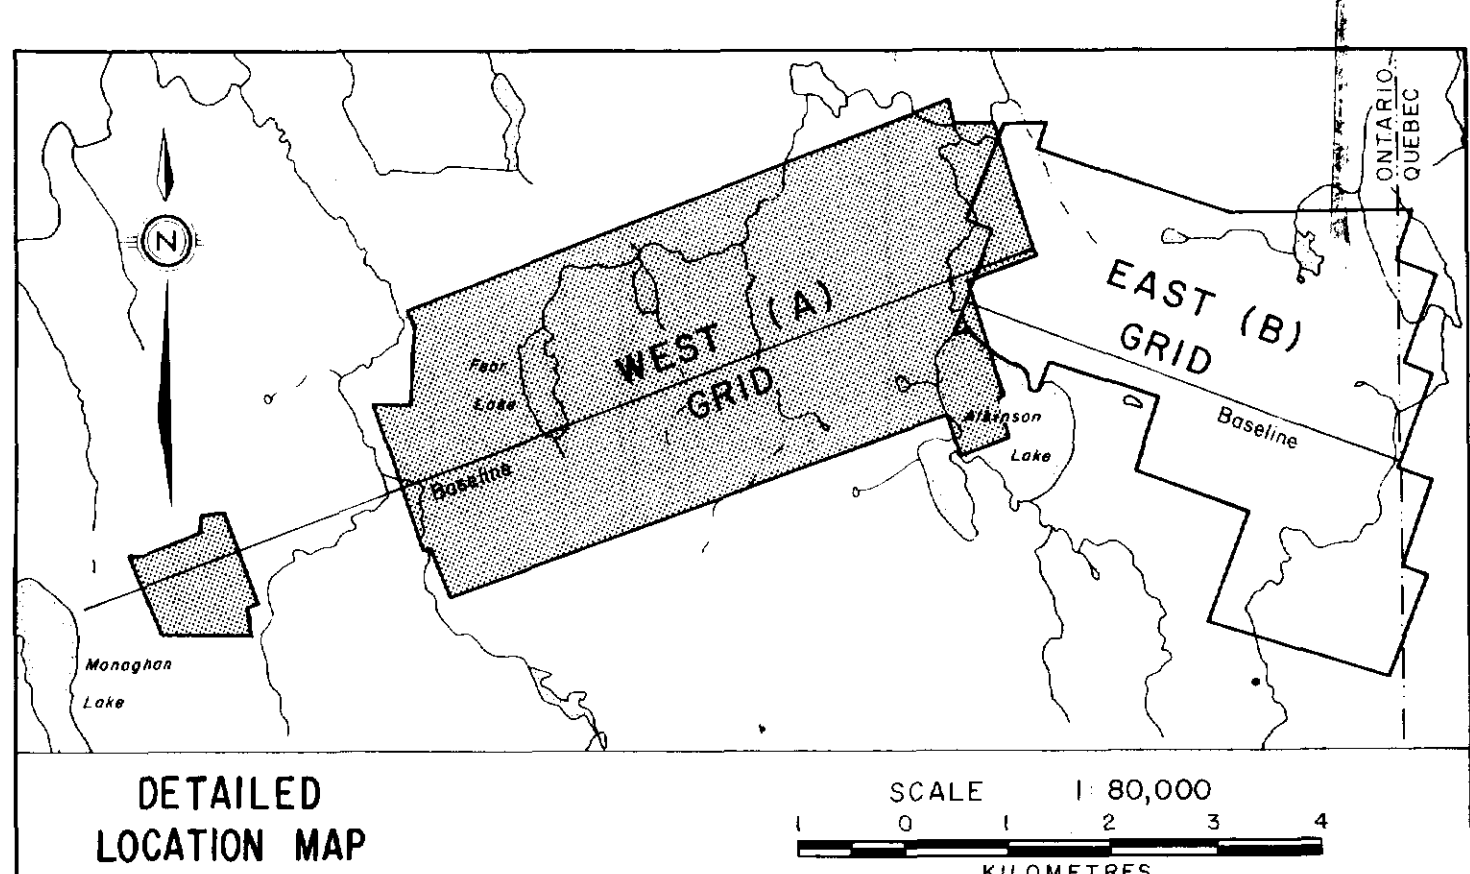 ONTARIO
QUEBEC
N
EAST (B)
GRID
WEST (A)
GRID
Fear
Lake
Atkinson
Lake
Baseline
Baseline
Monaghan
Lake
DETAILED
LOCATION MAP
SCALE 1: 80,000
1 0 1 2 3 4
KILOMETRES